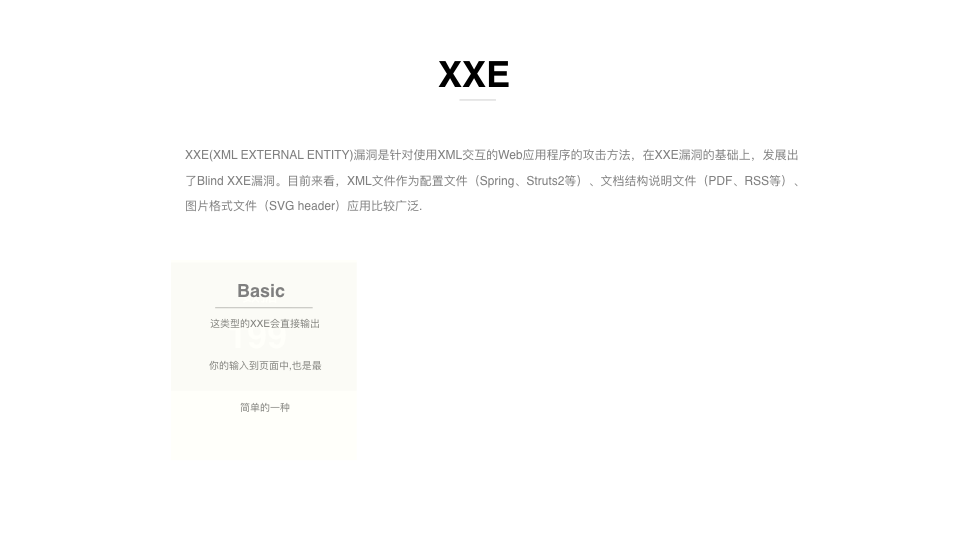 XXE
XXE(XML EXTERNAL ENTITY)漏洞是针对使用XML交互的Web应用程序的攻击方法，在XXE漏洞的基础上，发展出
了Blind XXE漏洞。目前来看，XML文件作为配置文件（Spring、Struts2等）、文档结构说明文件（PDF、RSS等）、
图片格式文件（SVG header）应用比较广泛.
Basic
这类型的XXE会直接输出
199
你的输入到页面中,也是最
简单的一种